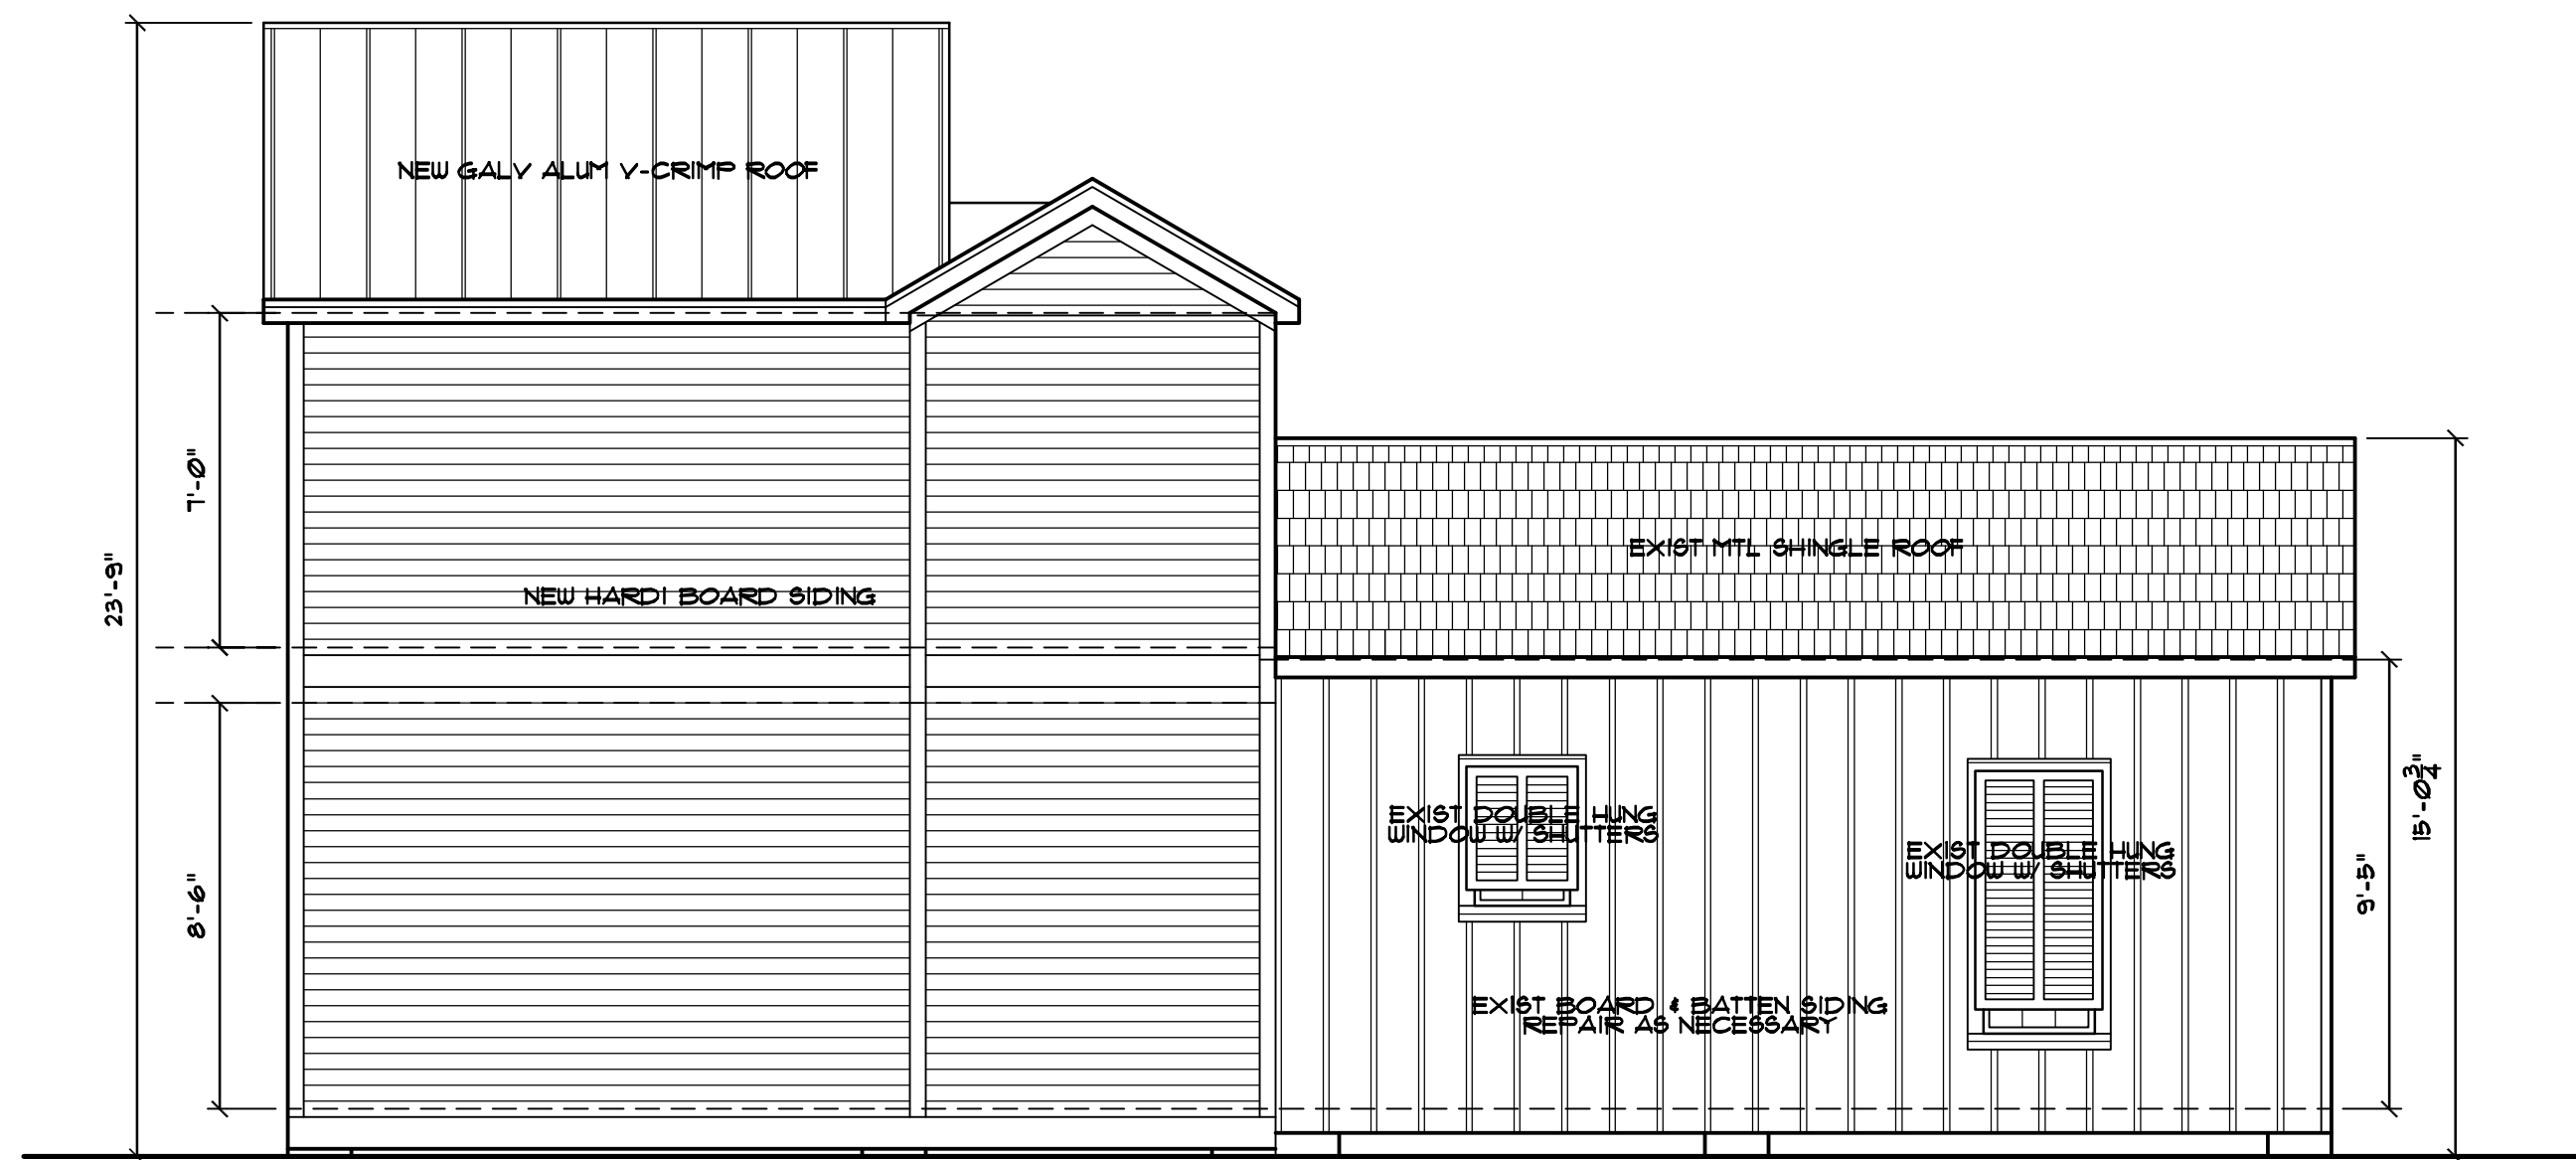 NEW GALV ALUM V-CRIMP ROOF
7'-0"
23'-9"
NEW HARDI BOARD SIDING
EXIST MTL SHINGLE ROOF
8'-6"
EXIST DOUBLE HUNG
WINDOW W/ SHUTTERS
EXIST DOUBLE HUNG
WINDOW W/ SHUTTERS
EXIST BOARD & BATTEN SIDING
REPAIR AS NECESSARY
9'-5"
15'-0 3/4"